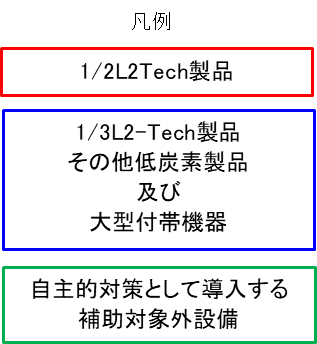 凡例
1/2L2Tech製品
1/3L2-Tech製品
その他低炭素製品
及び
大型付帯機器
自主的対策として導入する
補助対象外設備